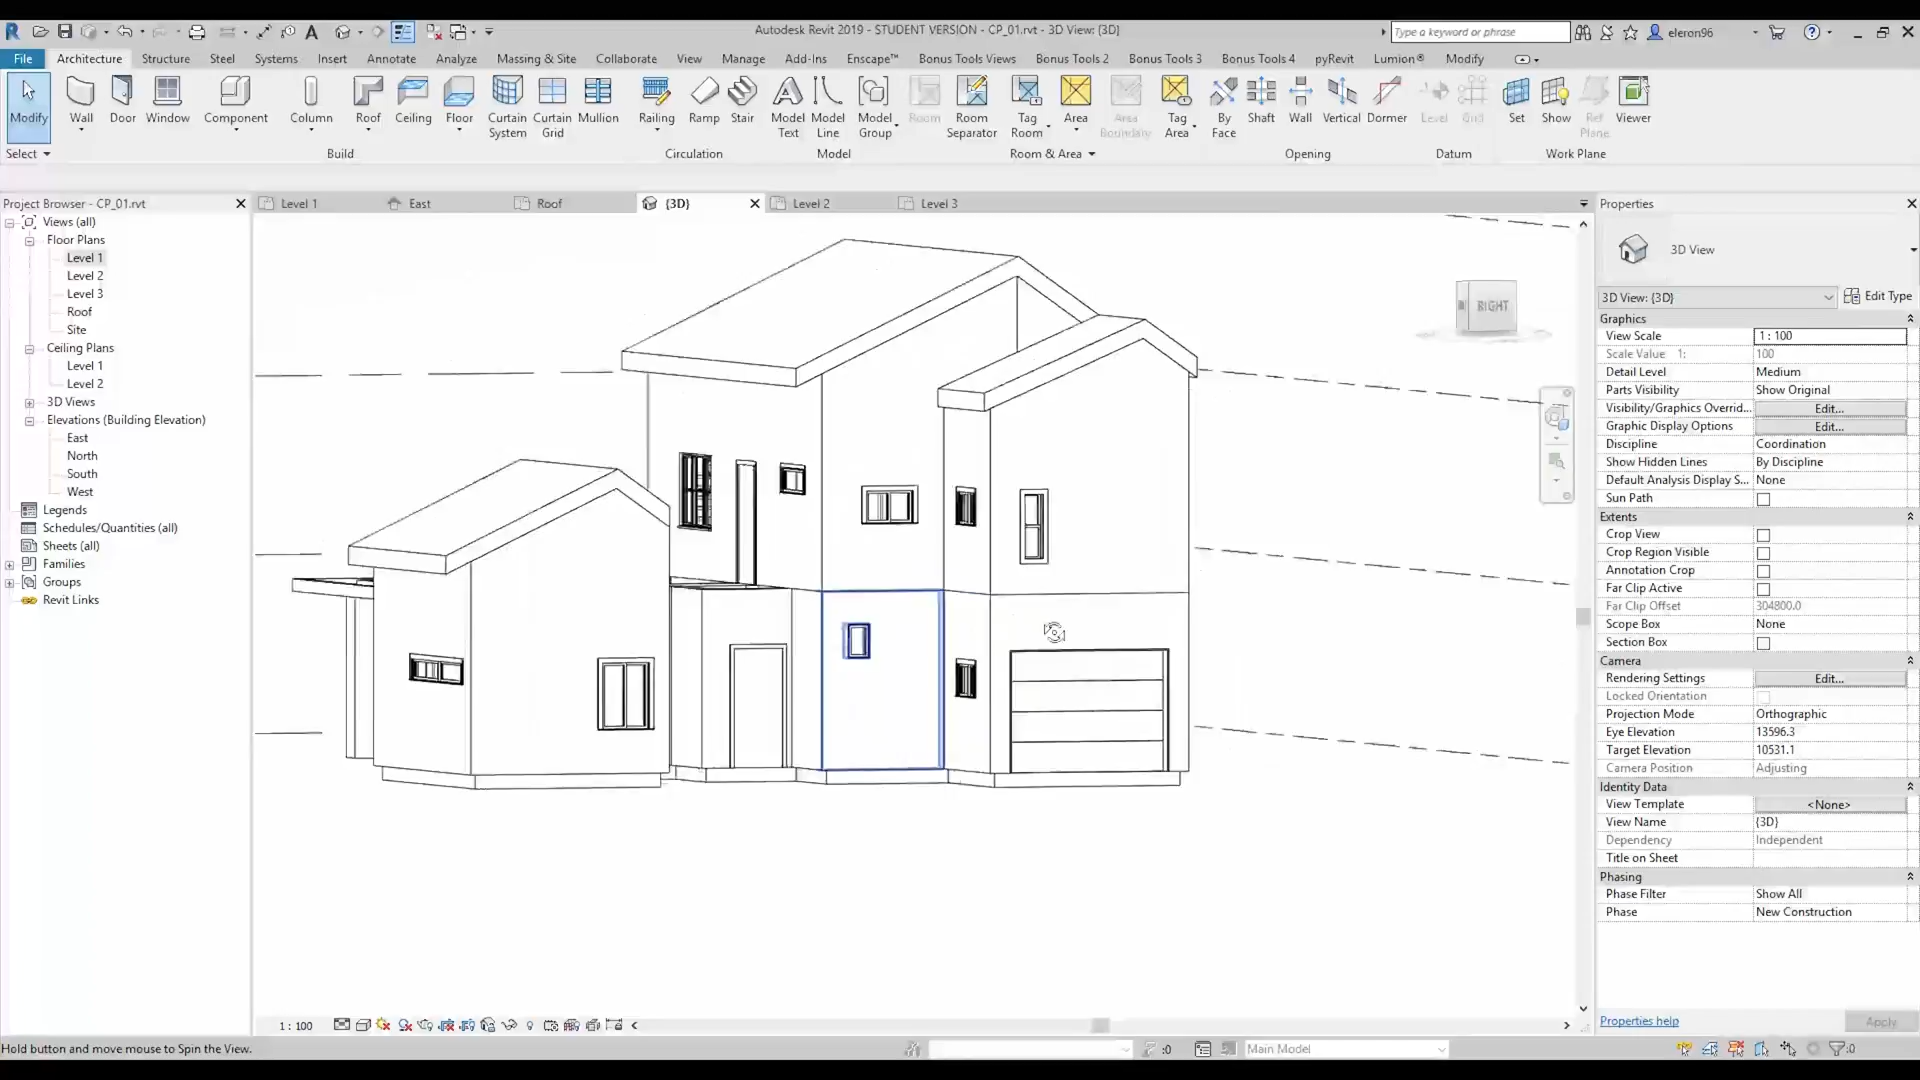 Autodesk Revit 2019 - STUDENT VERSION - CP_01.rvt - 3D View: {3D}
Type a keyword or phrase
eleron96
File Architecture Structure Steel Systems Insert Annotate Analyze Massing & Site Collaborate View Manage Add-Ins Enscape™ Bonus Tools Views Bonus Tools 2 Bonus Tools 3 Bonus Tools 4 pyRevit Lumion® Modify
Modify Wall Door Window Component Column Roof Ceiling Floor Curtain System Curtain Grid Mullion Railing Ramp Stair Model Text Model Line Model Group Room Room Separator Tag Room Area Area Boundary Tag Area By Face Shaft Wall Vertical Dormer Level Grid Set Show Ref Plane Viewer
Select Build Circulation Model Room & Area Opening Datum Work Plane
Project Browser - CP_01.rvt
Views (all)
Floor Plans
Level 1
Level 2
Level 3
Roof
Site
Ceiling Plans
Level 1
Level 2
3D Views
Elevations (Building Elevation)
East
North
South
West
Legends
Schedules/Quantities (all)
Sheets (all)
Families
Groups
Revit Links
Level 1 East Roof {3D} Level 2 Level 3
RIGHT
Properties
3D View
3D View: {3D} Edit Type
Graphics
View Scale 1 : 100
Scale Value 1: 100
Detail Level Medium
Parts Visibility Show Original
Visibility/Graphics Overrid... Edit...
Graphic Display Options Edit...
Discipline Coordination
Show Hidden Lines By Discipline
Default Analysis Display S... None
Sun Path
Extents
Crop View
Crop Region Visible
Annotation Crop
Far Clip Active
Far Clip Offset 304800.0
Scope Box None
Section Box
Camera
Rendering Settings Edit...
Locked Orientation
Projection Mode Orthographic
Eye Elevation 13596.3
Target Elevation 10531.1
Camera Position Adjusting
Identity Data
View Template <None>
View Name {3D}
Dependency Independent
Title on Sheet
Phasing
Phase Filter Show All
Phase New Construction
Properties help Apply
1 : 100
Hold button and move mouse to Spin the View.
:0
Main Model
:0